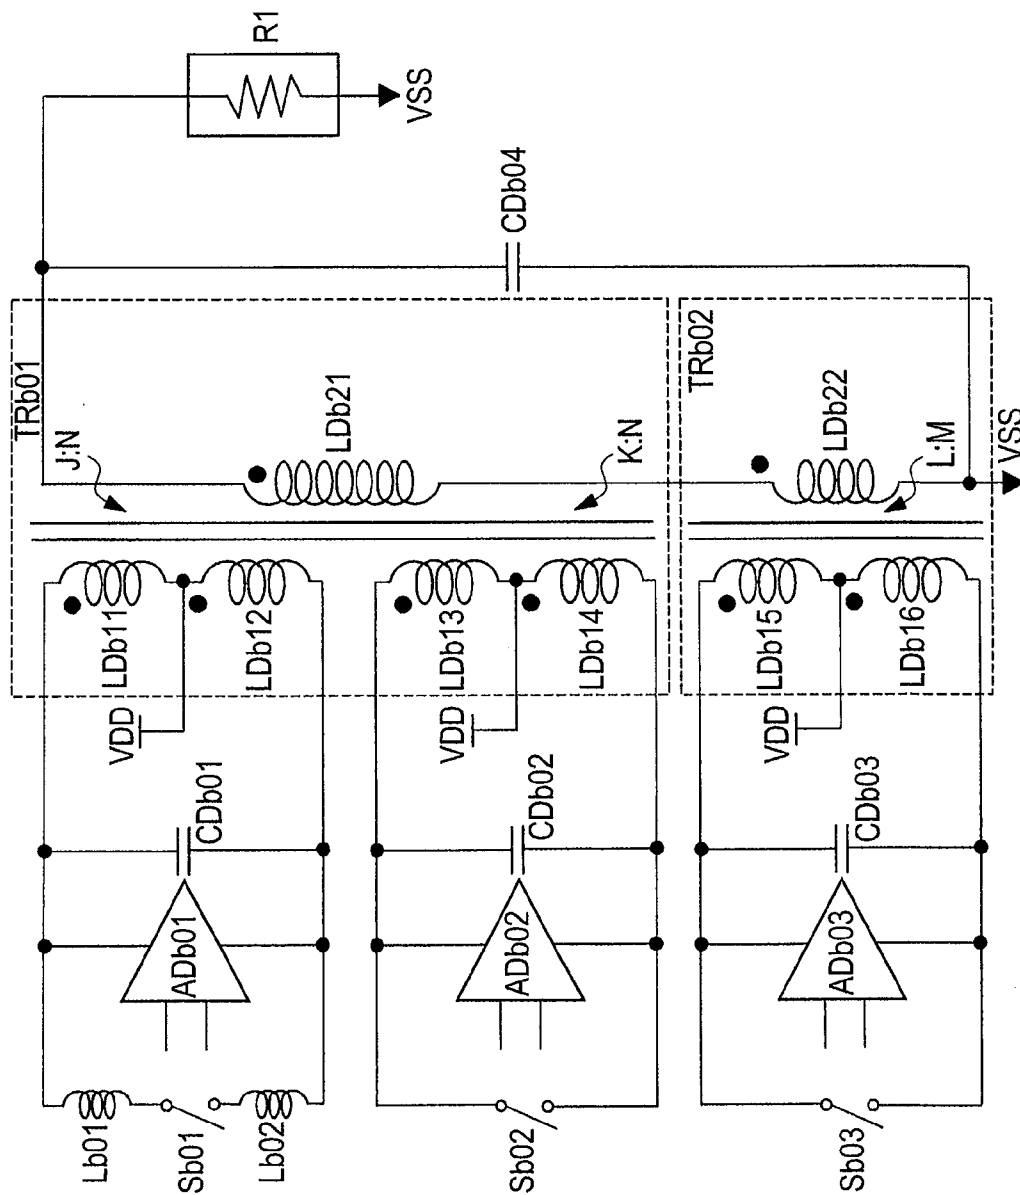 R1
VSS
CDb04
TRb01
J:N
LDb21
K:N
TRb02
LDb22
L:M
VSS
LDb11
LDb12
LDb13
LDb14
LDb15
LDb16
VDD
VDD
VDD
CDb01
CDb02
CDb03
ADb01
ADb02
ADb03
Lb01
Sb01
Lb02
Sb02
Sb03